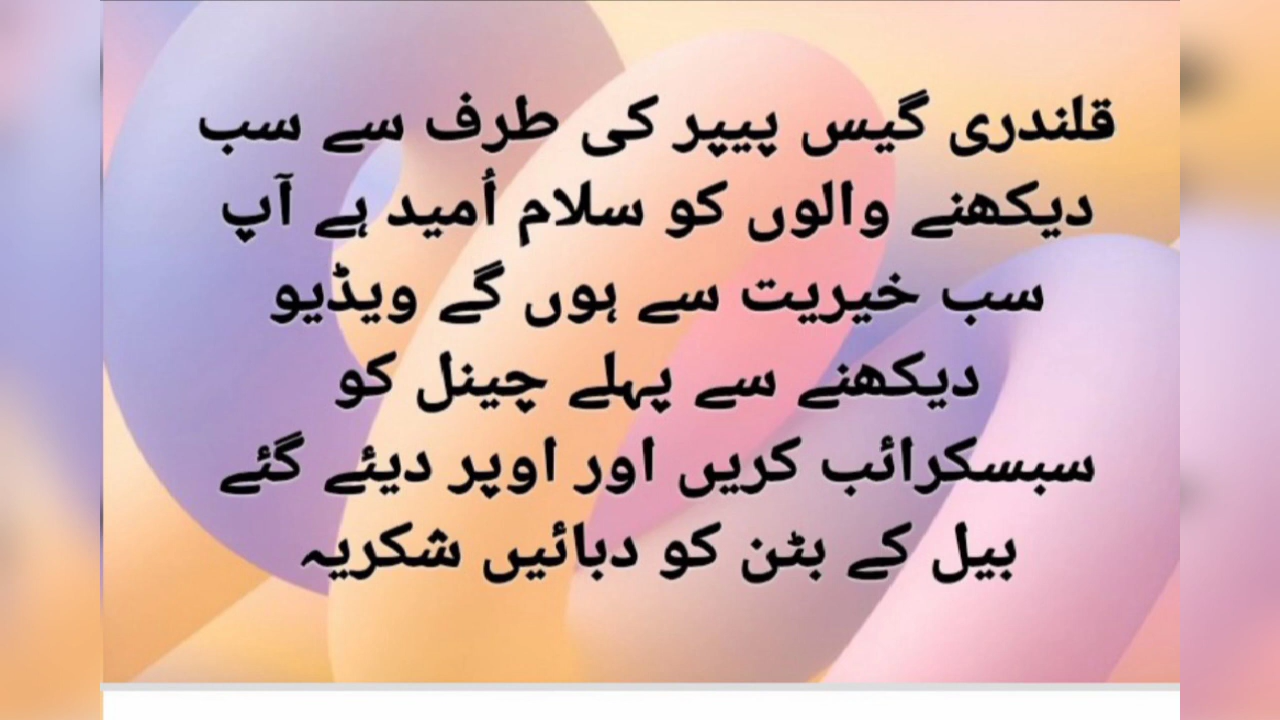 قلندری گیس پیپر کی طرف سے سب
دیکھنے والوں کو سلام اُمید ہے آپ
سب خیریت سے ہوں گے ویڈیو
دیکھنے سے پہلے چینل کو
سبسکرائب کریں اور اوپر دیئے گئے
بیل کے بٹن کو دبائیں شکریہ